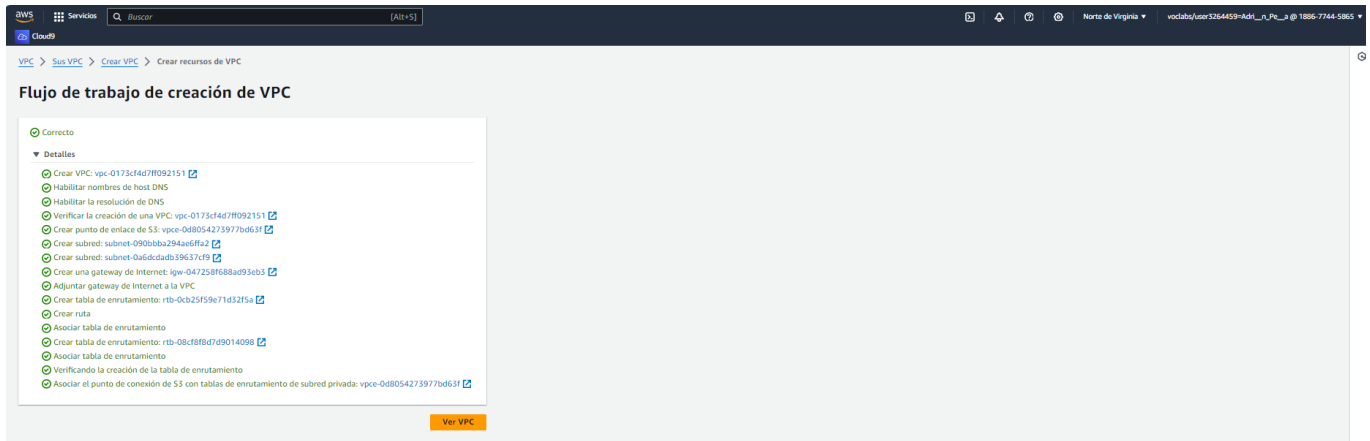 aws Servicios Buscar [Alt+S] Norte de Virginia voclabs/user3264459=Adri__n_Pe__a @ 1886-7744-5865
Cloud9
VPC > Sus VPC > Crear VPC > Crear recursos de VPC
Flujo de trabajo de creación de VPC
Correcto
Detalles
Crear VPC: vpc-0173cf4d7ff092151
Habilitar nombres de host DNS
Habilitar la resolución de DNS
Verificar la creación de una VPC: vpc-0173cf4d7ff092151
Crear punto de enlace de S3: vpce-0d8054273977bd63f
Crear subred: subnet-090bbba294ae6ffa2
Crear subred: subnet-0a6dcdadb39637cf9
Crear una gateway de Internet: igw-047258f688ad93eb3
Adjuntar gateway de Internet a la VPC
Crear tabla de enrutamiento: rtb-0cb25f59e71d32f5a
Crear ruta
Asociar tabla de enrutamiento
Crear tabla de enrutamiento: rtb-08cf8f8d7d9014098
Asociar tabla de enrutamiento
Verificando la creación de la tabla de enrutamiento
Asociar el punto de conexión de S3 con tablas de enrutamiento de subred privada: vpce-0d8054273977bd63f
Ver VPC